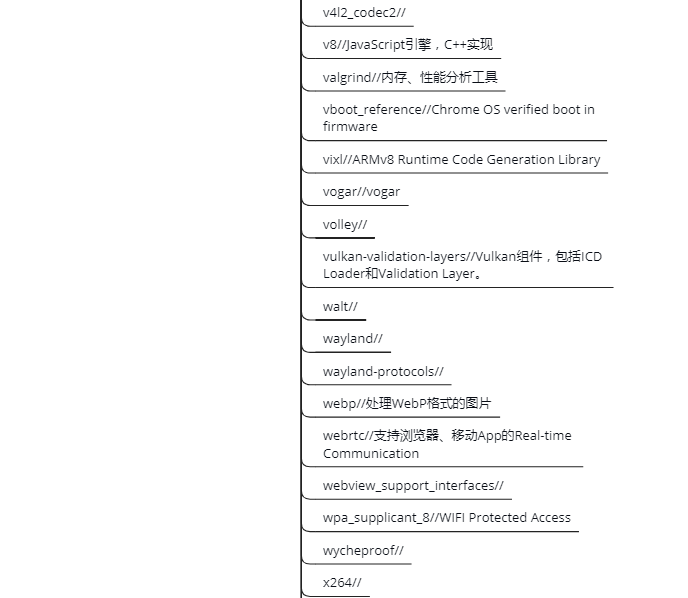 v4l2_codec2//
v8//JavaScript引擎，C++实现
valgrind//内存、性能分析工具
vboot_reference//Chrome OS verified boot in
firmware
vixl//ARMv8 Runtime Code Generation Library
vogar//vogar
volley//
vulkan-validation-layers//Vulkan组件，包括ICD
Loader和Validation Layer。
walt//
wayland//
wayland-protocols//
webp//处理WebP格式的图片
webrtc//支持浏览器、移动App的Real-time
Communication
webview_support_interfaces//
wpa_supplicant_8//WIFI Protected Access
wycheproof//
x264//